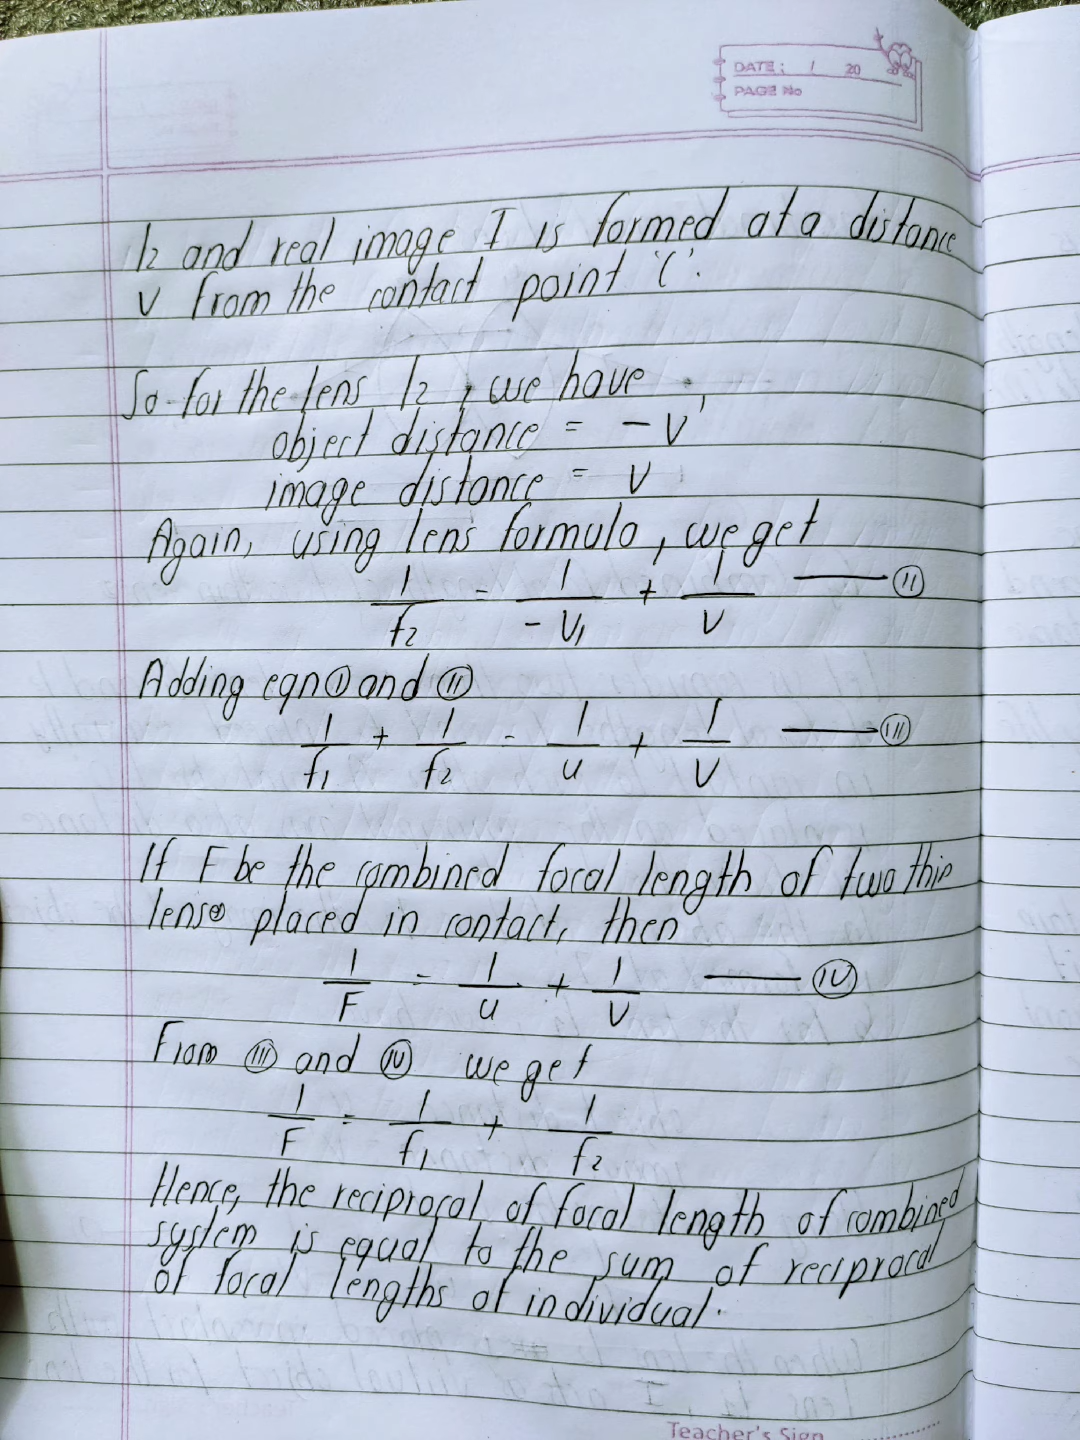 DATE: / 20
PAGE No
l2 and real image I is formed at a distance
v from the contact point 'C'.
So for the lens l2, we have
object distance = - v'
image distance = v
Again, using lens formula, we get
1/f2 = 1/-v1 + 1/v —— (II)
Adding eqn (I) and (II)
1/f1 + 1/f2 = 1/u + 1/v —— (III)
If F be the combined focal length of two thin
lense placed in contact, then
1/F = 1/u + 1/v —— (IV)
From (III) and (IV) we get
1/F = 1/f1 + 1/f2
Hence, the reciprocal of focal length of combined
system is equal to the sum of reciprocal
of focal lengths of individual.
Teacher's Sign